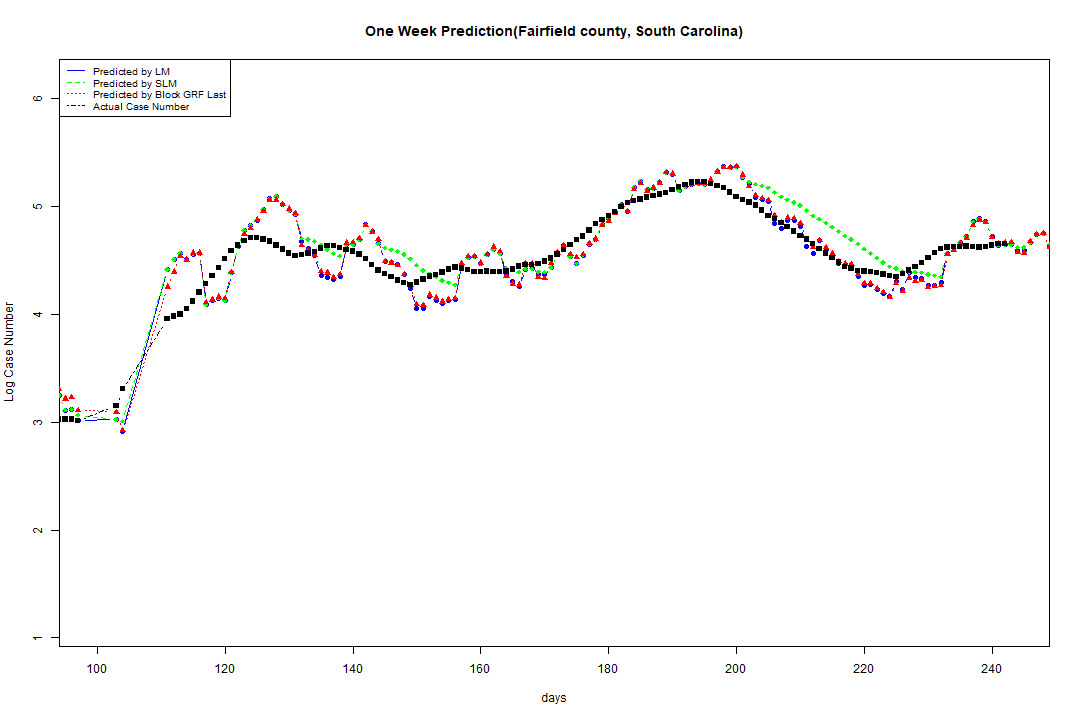 One Week Prediction(Fairfield county, South Carolina)
Predicted by LM
Predicted by SLM
Predicted by Block GRF Last
Actual Case Number
6
5
4
3
2
1
Log Case Number
100 120 140 160 180 200 220 240
days